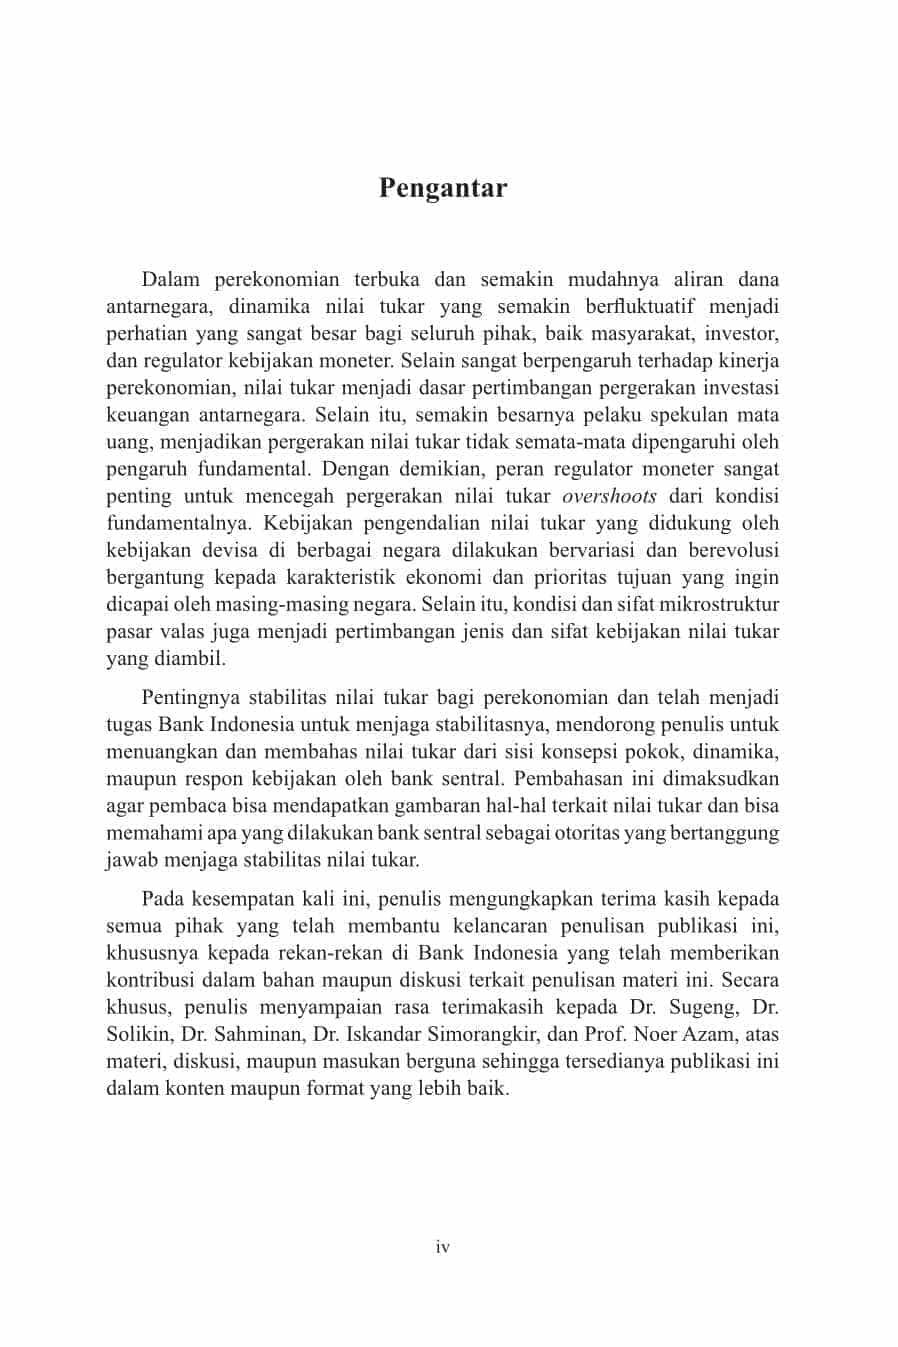 Pengantar
Dalam perekonomian terbuka dan semakin mudahnya aliran dana
antarnegara, dinamika nilai tukar yang semakin berfluktuatif menjadi
perhatian yang sangat besar bagi seluruh pihak, baik masyarakat, investor,
dan regulator kebijakan moneter. Selain sangat berpengaruh terhadap kinerja
perekonomian, nilai tukar menjadi dasar pertimbangan pergerakan investasi
keuangan antarnegara. Selain itu, semakin besarnya pelaku spekulan mata
uang, menjadikan pergerakan nilai tukar tidak semata-mata dipengaruhi oleh
pengaruh fundamental. Dengan demikian, peran regulator moneter sangat
penting untuk mencegah pergerakan nilai tukar overshoots dari kondisi
fundamentalnya. Kebijakan pengendalian nilai tukar yang didukung oleh
kebijakan devisa di berbagai negara dilakukan bervariasi dan berevolusi
bergantung kepada karakteristik ekonomi dan prioritas tujuan yang ingin
dicapai oleh masing-masing negara. Selain itu, kondisi dan sifat mikrostruktur
pasar valas juga menjadi pertimbangan jenis dan sifat kebijakan nilai tukar
yang diambil.
Pentingnya stabilitas nilai tukar bagi perekonomian dan telah menjadi
tugas Bank Indonesia untuk menjaga stabilitasnya, mendorong penulis untuk
menuangkan dan membahas nilai tukar dari sisi konsepsi pokok, dinamika,
maupun respon kebijakan oleh bank sentral. Pembahasan ini dimaksudkan
agar pembaca bisa mendapatkan gambaran hal-hal terkait nilai tukar dan bisa
memahami apa yang dilakukan bank sentral sebagai otoritas yang bertanggung
jawab menjaga stabilitas nilai tukar.
Pada kesempatan kali ini, penulis mengungkapkan terima kasih kepada
semua pihak yang telah membantu kelancaran penulisan publikasi ini,
khususnya kepada rekan-rekan di Bank Indonesia yang telah memberikan
kontribusi dalam bahan maupun diskusi terkait penulisan materi ini. Secara
khusus, penulis menyampaian rasa terimakasih kepada Dr. Sugeng, Dr.
Solikin, Dr. Sahminan, Dr. Iskandar Simorangkir, dan Prof. Noer Azam, atas
materi, diskusi, maupun masukan berguna sehingga tersedianya publikasi ini
dalam konten maupun format yang lebih baik.
iv